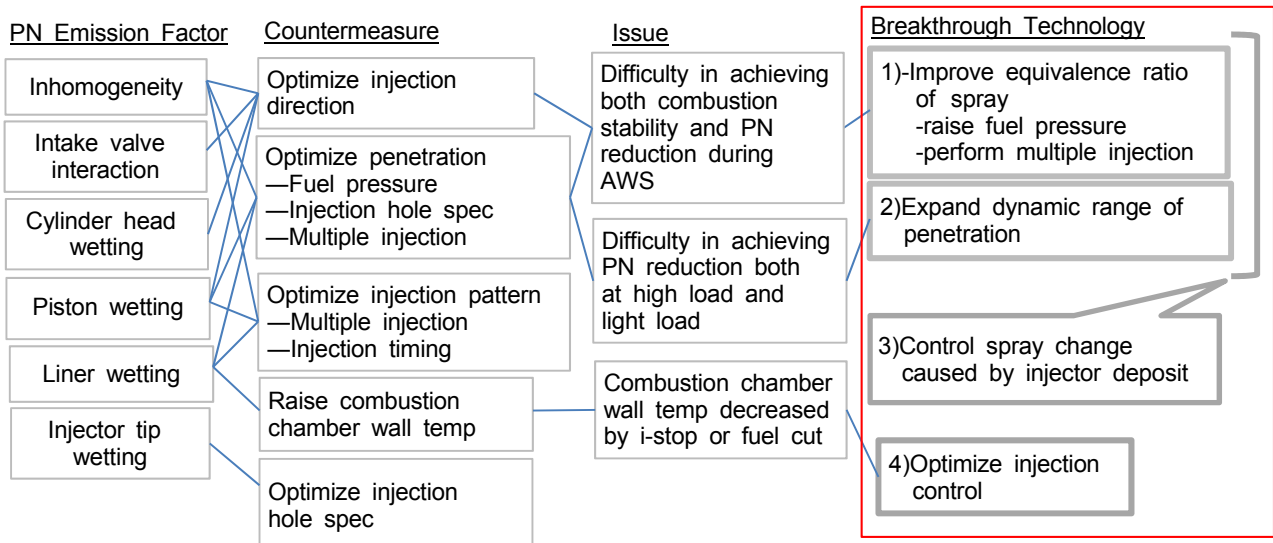 PN Emission Factor
Inhomogeneity
Intake valve
interaction
Cylinder head
wetting
Piston wetting
Liner wetting
Injector tip
wetting
Countermeasure
Optimize injection
direction
Optimize penetration
—Fuel pressure
—Injection hole spec
—Multiple injection
Optimize injection pattern
—Multiple injection
—Injection timing
Raise combustion
chamber wall temp
Optimize injection
hole spec
Issue
Difficulty in achieving
both combustion
stability and PN
reduction during
AWS
Difficulty in achieving
PN reduction both
at high load and
light load
Combustion chamber
wall temp decreased
by i-stop or fuel cut
Breakthrough Technology
1)-Improve equivalence ratio
of spray
-raise fuel pressure
-perform multiple injection
2)Expand dynamic range of
penetration
3)Control spray change
caused by injector deposit
4)Optimize injection
control